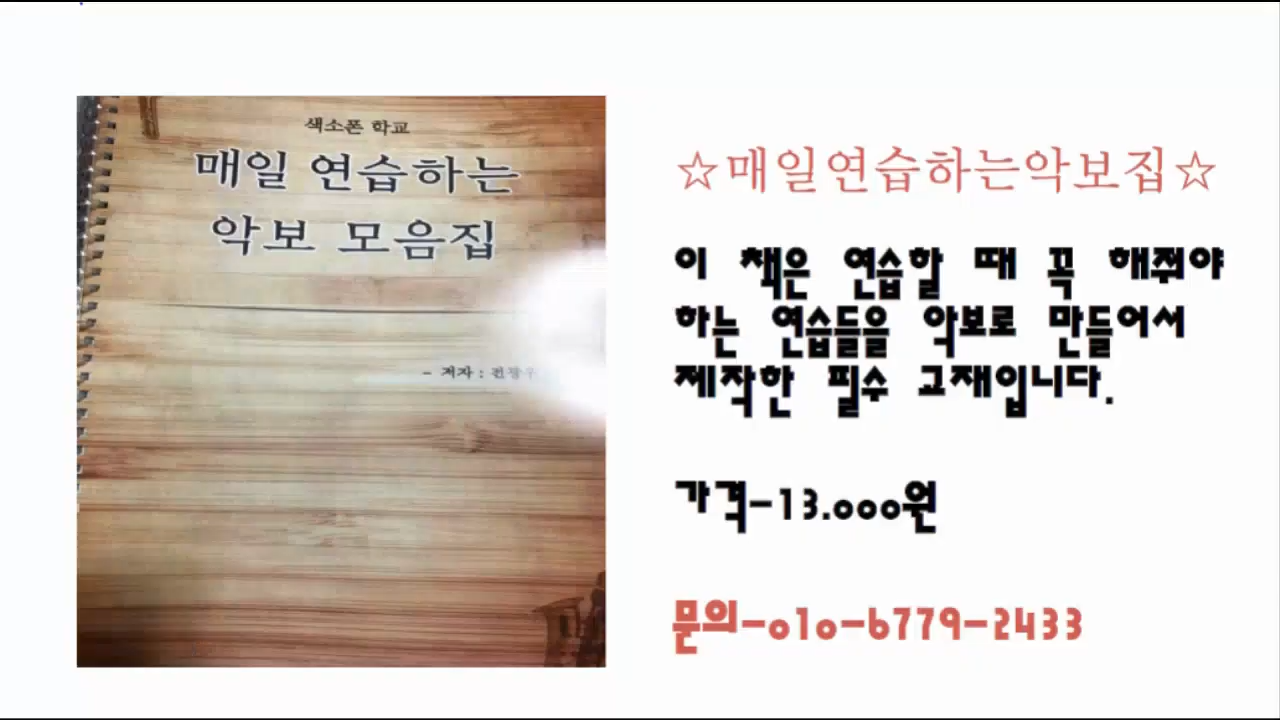 색소폰 학교
매일 연습하는
악보 모음집
- 저자 :
☆매일연습하는악보집☆
이 책은 연습할 때 꼭 해줘야
하는 연습들을 악보로 만들어서
제작한 필수 교재입니다.
가격-13.000원
문의-010-6779-2433